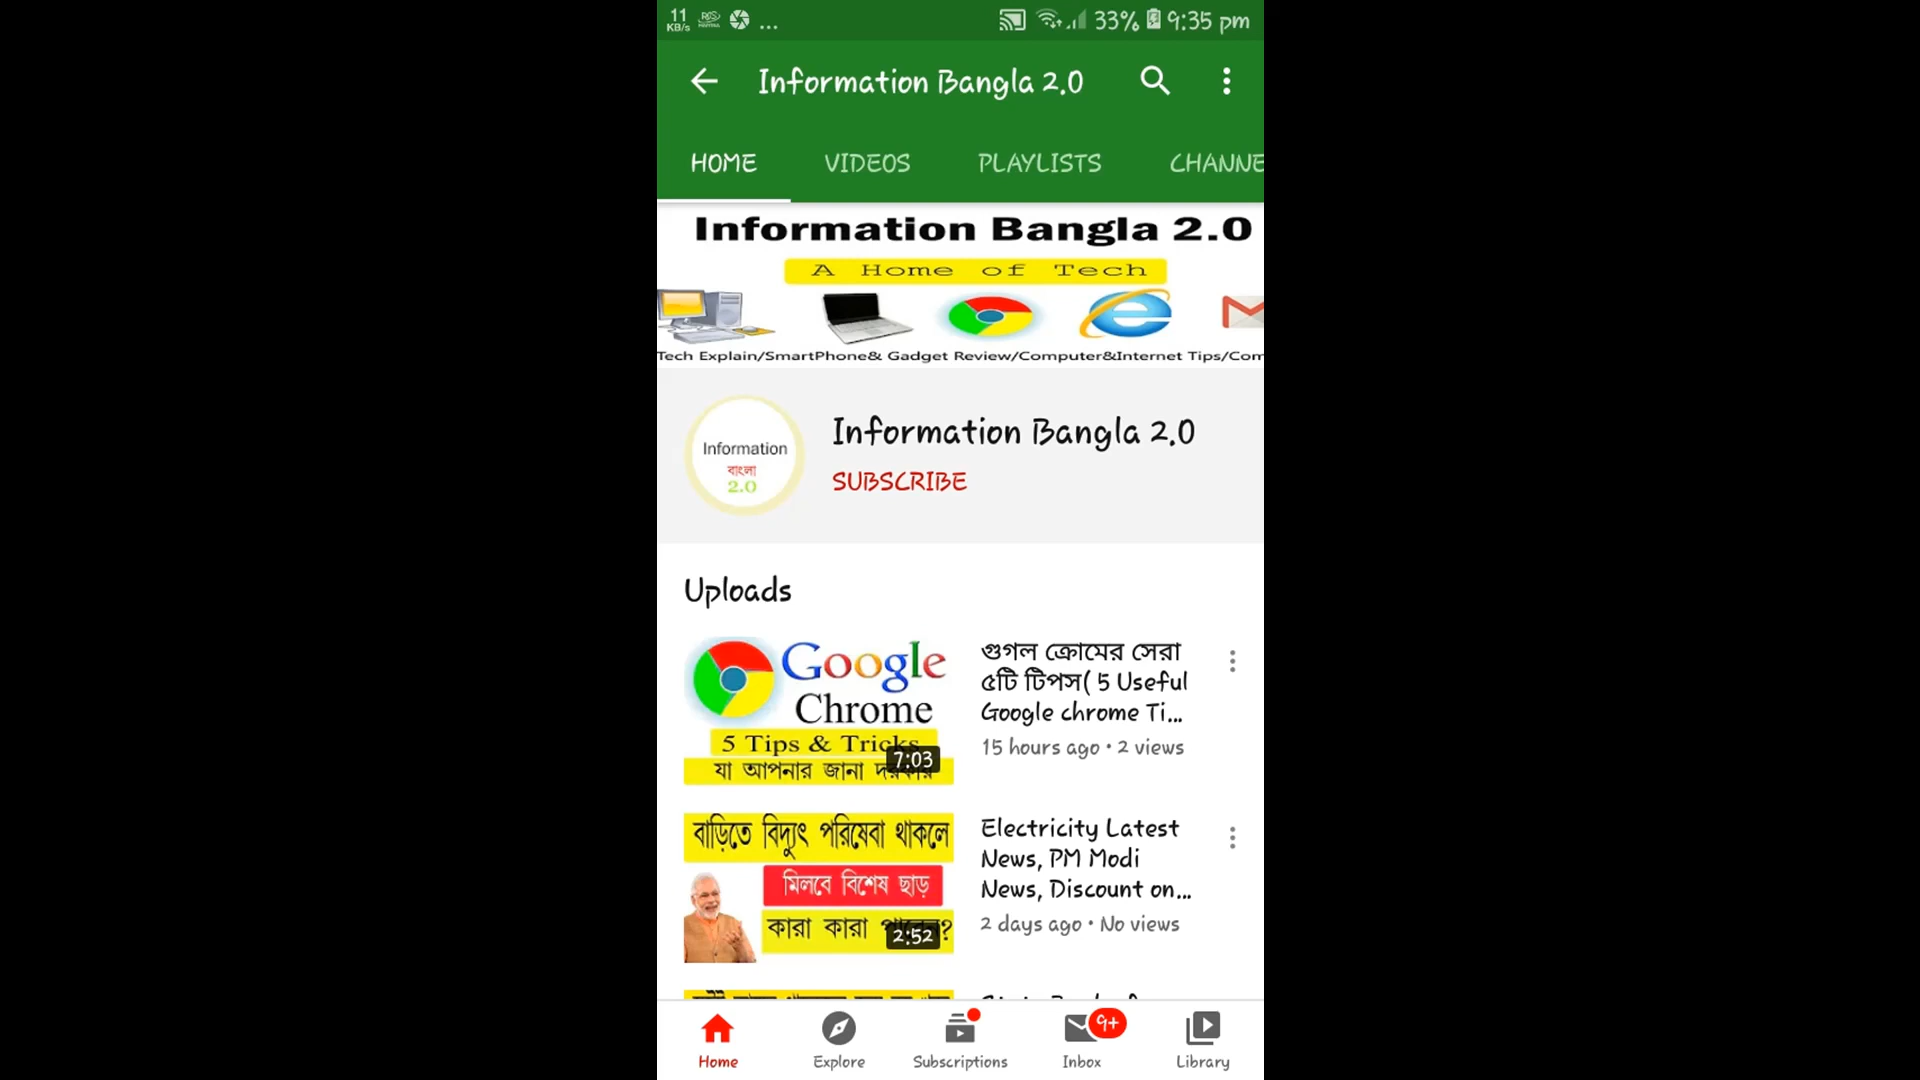 11
KB/s
... 33% 9:35 pm
Information Bangla 2.0
HOME VIDEOS PLAYLISTS CHANNE
Information Bangla 2.0
A Home of Tech
Tech Explain/SmartPhone& Gadget Review/Computer&Internet Tips/Com
Information
বাংলা
2.0
Information Bangla 2.0
SUBSCRIBE
Uploads
Google
Chrome
5 Tips & Tricks
7:03
যা আপনার জানা দরকার
গুগল ক্রোমের সেরা
৫টি টিপস( 5 Useful
Google chrome Ti...
15 hours ago • 2 views
বাড়িতে বিদ্যুৎ পরিষেবা থাকলে
মিলবে বিশেষ ছাড়
কারা কারা পাবেন?
2:52
Electricity Latest
News, PM Modi
News, Discount on...
2 days ago • No views
9+
Home Explore Subscriptions Inbox Library